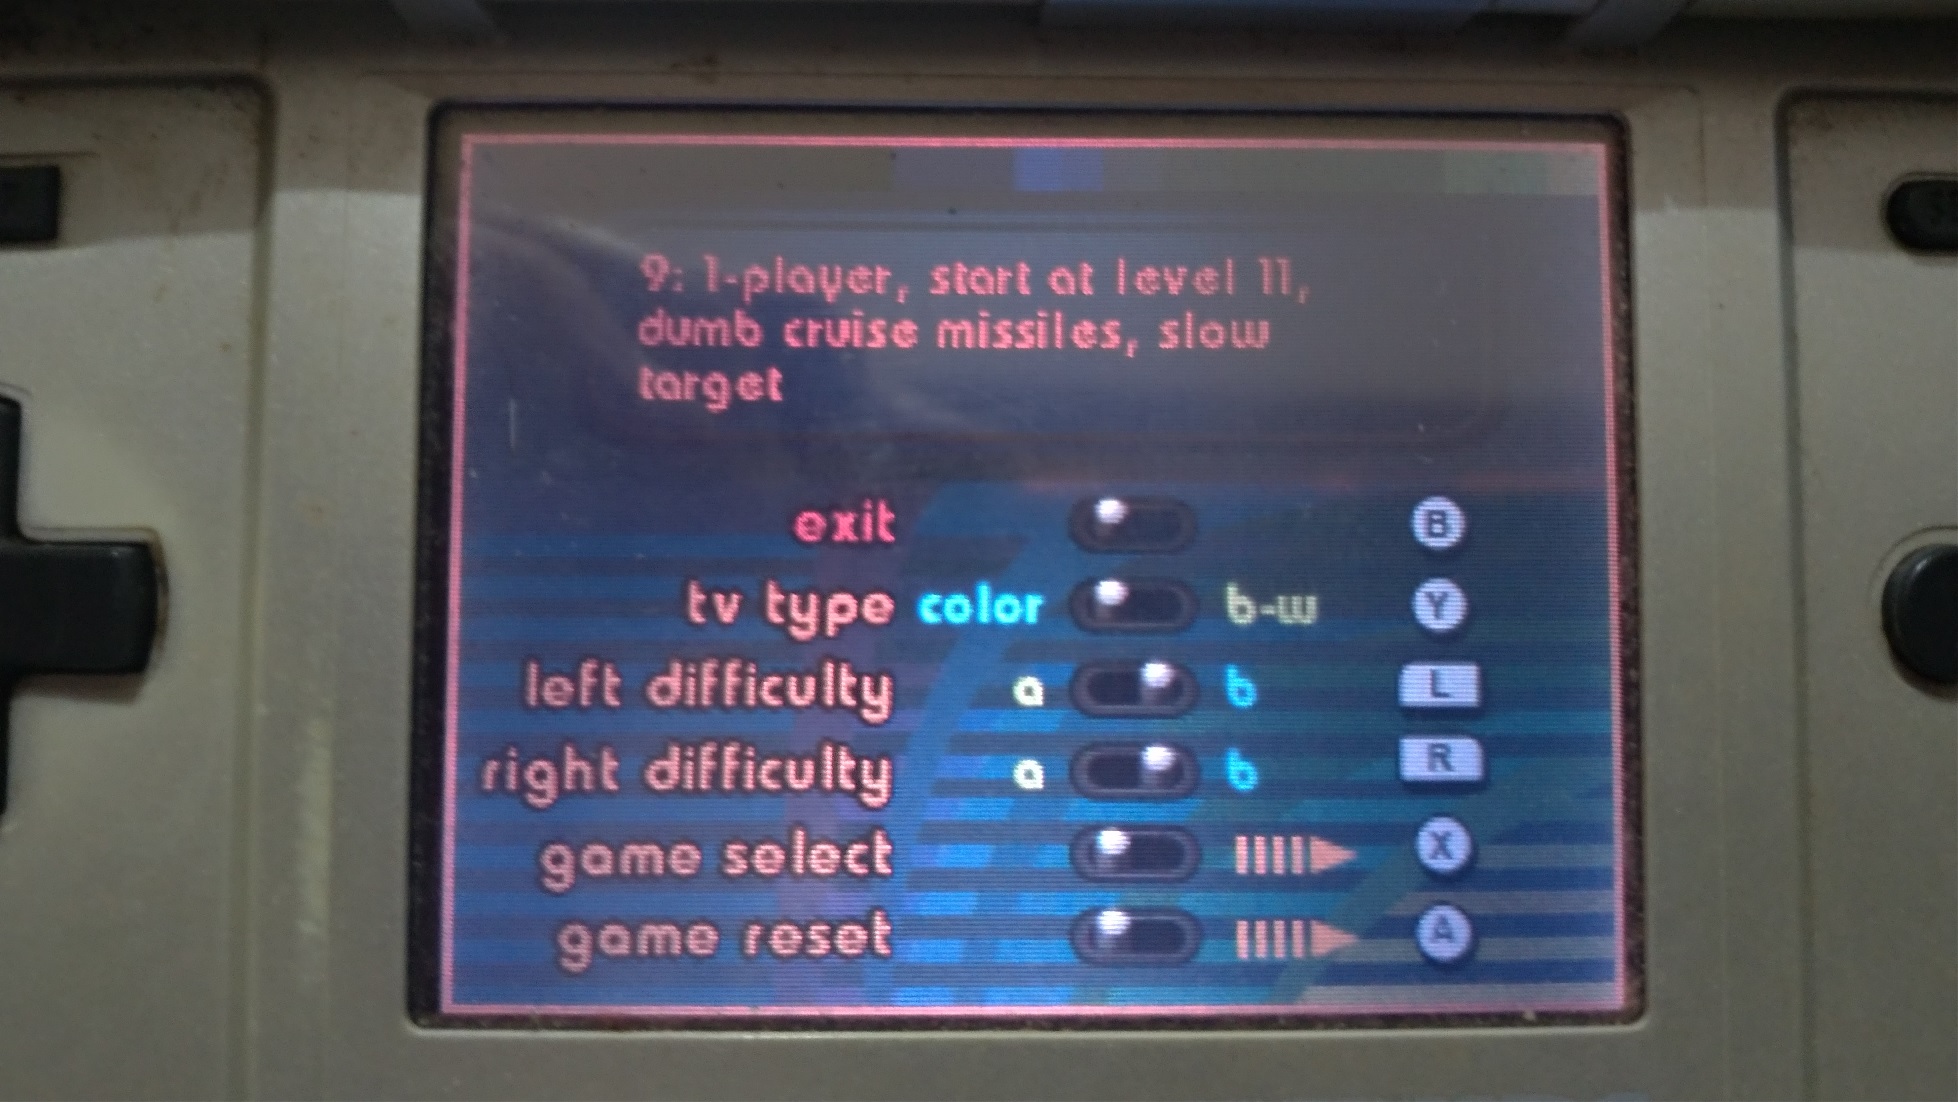 9: 1-player, start at level 11,
dumb cruise missiles, slow
target
exit B
tv type color b-w Y
left difficulty a b L
right difficulty a b R
game select X
game reset A